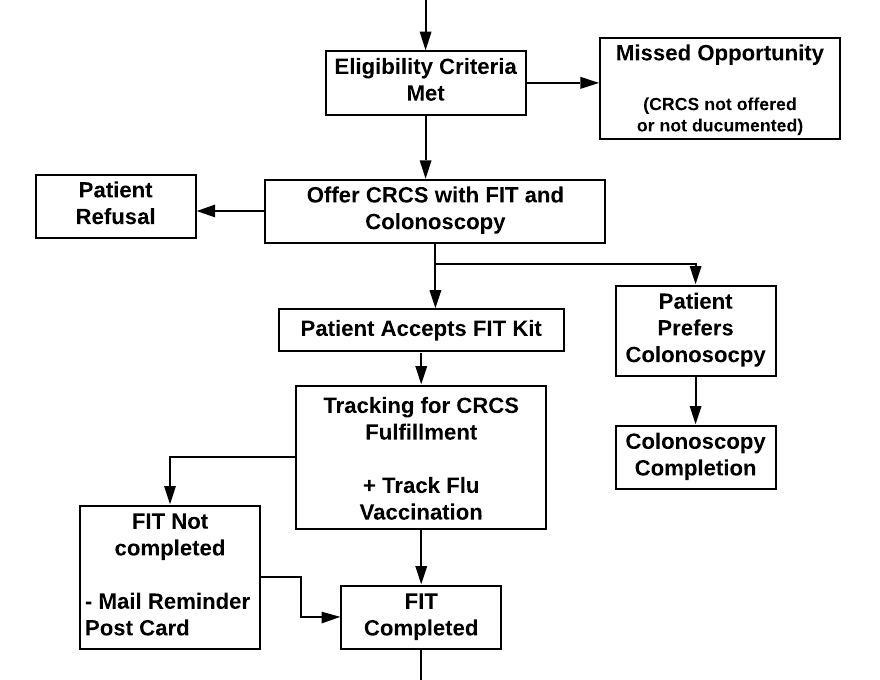 Eligibility Criteria
Met
Missed Opportunity
(CRCS not offered
or not ducumented)
Patient
Refusal
Offer CRCS with FIT and
Colonoscopy
Patient Accepts FIT Kit
Patient
Prefers
Colonosocpy
Tracking for CRCS
Fulfillment
+ Track Flu
Vaccination
Colonoscopy
Completion
FIT Not
completed
- Mail Reminder
Post Card
FIT
Completed